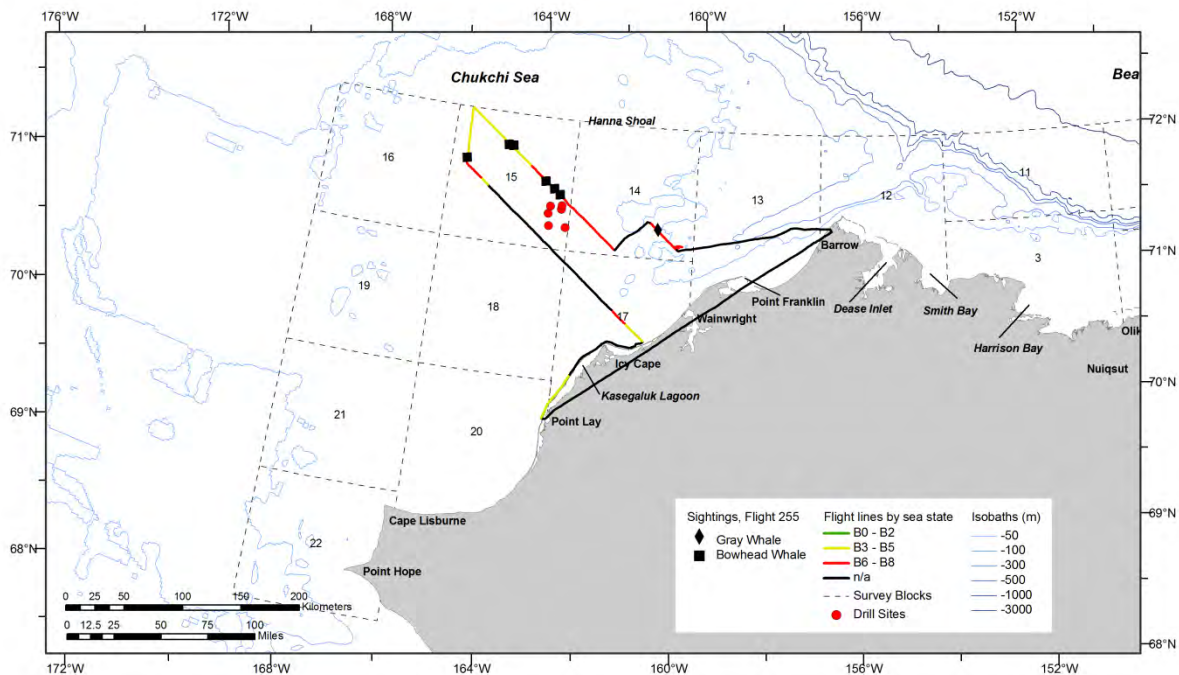 176°W 172°W 168°W 164°W 160°W 156°W 152°W
Chukchi Sea
Bea
72°N
71°N
Hanna Shoal
16
15
14
13
12
11
3
Barrow
71°N
70°N
Point Franklin
Dease Inlet
Smith Bay
19
18
17
Wainwright
Harrison Bay
Olik
Icy Cape
Nuiqsut
Kasegaluk Lagoon
70°N
69°N
21
20
Point Lay
Cape Lisburne
69°N
68°N
22
Point Hope
0 25 50 100 150 200
Kilometers
0 12.5 25 50 75 100
Miles
Sightings, Flight 255
Gray Whale
Bowhead Whale
Flight lines by sea state
B0 - B2
B3 - B5
B6 - B8
n/a
Survey Blocks
Drill Sites
Isobaths (m)
-50
-100
-300
-500
-1000
-3000
68°N
172°W 168°W 164°W 160°W 156°W 152°W